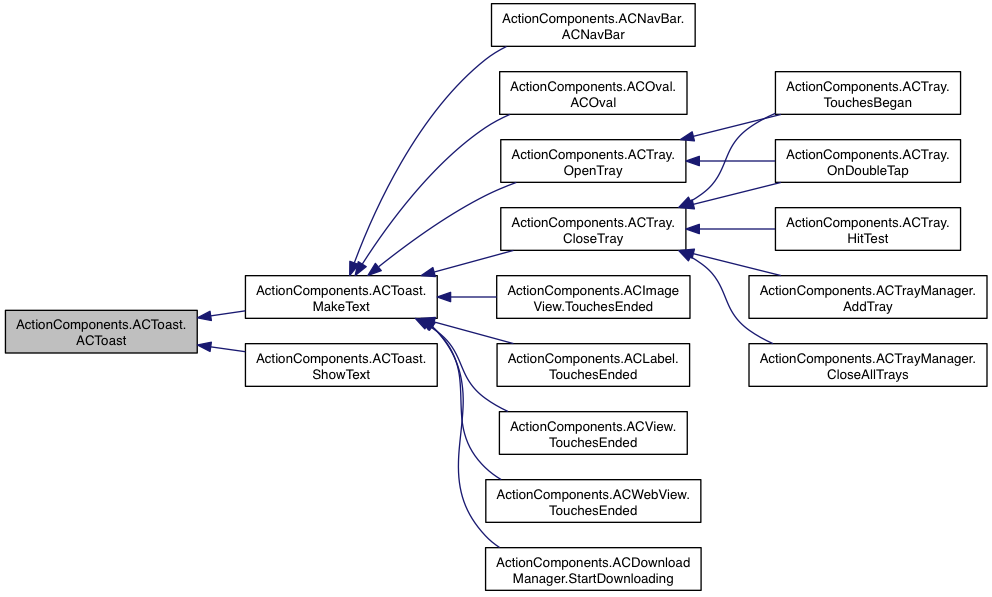 ActionComponents.ACToast.
ACToast
ActionComponents.ACToast.
MakeText
ActionComponents.ACToast.
ShowText
ActionComponents.ACNavBar.
ACNavBar
ActionComponents.ACOval.
ACOval
ActionComponents.ACTray.
OpenTray
ActionComponents.ACTray.
CloseTray
ActionComponents.ACImage
View.TouchesEnded
ActionComponents.ACLabel.
TouchesEnded
ActionComponents.ACView.
TouchesEnded
ActionComponents.ACWebView.
TouchesEnded
ActionComponents.ACDownload
Manager.StartDownloading
ActionComponents.ACTray.
TouchesBegan
ActionComponents.ACTray.
OnDoubleTap
ActionComponents.ACTray.
HitTest
ActionComponents.ACTrayManager.
AddTray
ActionComponents.ACTrayManager.
CloseAllTrays